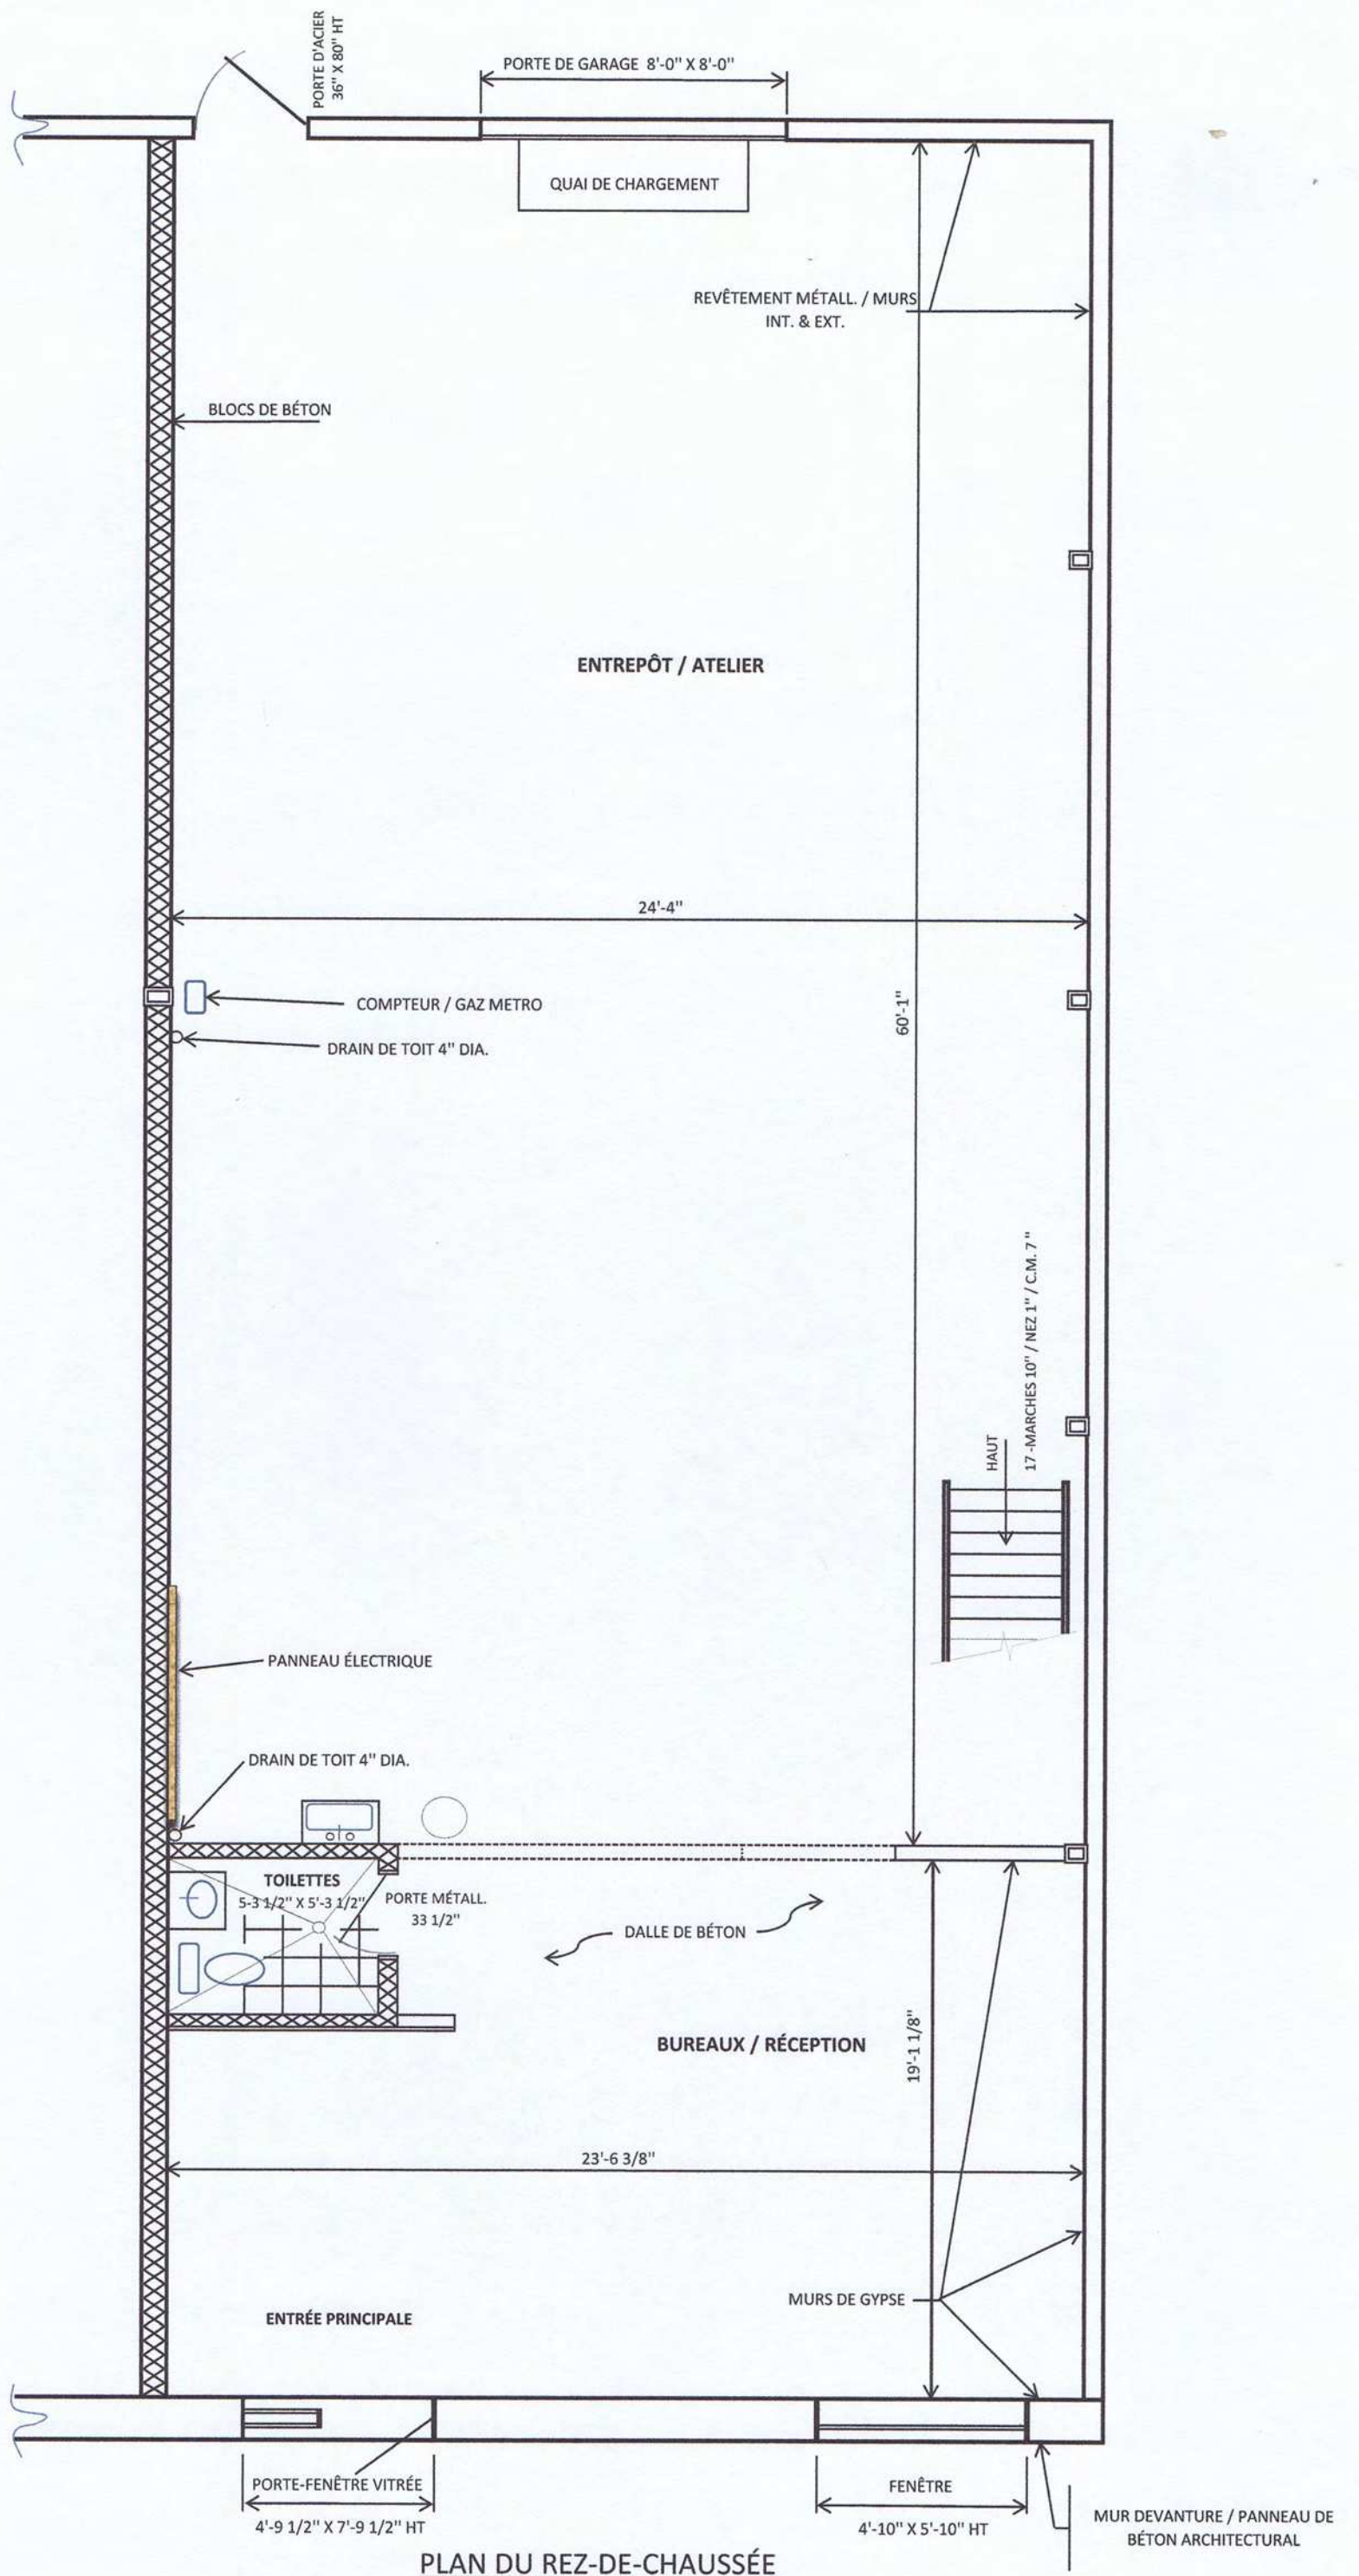 PORTE D'ACIER
36" X 80" HT
PORTE DE GARAGE 8'-0" X 8'-0"
QUAI DE CHARGEMENT
REVÊTEMENT MÉTALL. / MURS
INT. & EXT.
BLOCS DE BÉTON
ENTREPÔT / ATELIER
24'-4"
COMPTEUR / GAZ METRO
60'-1"
DRAIN DE TOIT 4" DIA.
17 -MARCHES 10" / NEZ 1" / C.M. 7 "
HAUT
PANNEAU ÉLECTRIQUE
DRAIN DE TOIT 4" DIA.
TOILETTES
5-3 1/2" X 5'-3 1/2"
PORTE MÉTALL.
33 1/2"
DALLE DE BÉTON
BUREAUX / RÉCEPTION
19'-1 1/8"
23'-6 3/8"
MURS DE GYPSE
ENTRÉE PRINCIPALE
PORTE-FENÊTRE VITRÉE
4'-9 1/2" X 7'-9 1/2" HT
FENÊTRE
4'-10" X 5'-10" HT
MUR DEVANTURE / PANNEAU DE
BÉTON ARCHITECTURAL
PLAN DU REZ-DE-CHAUSSÉE